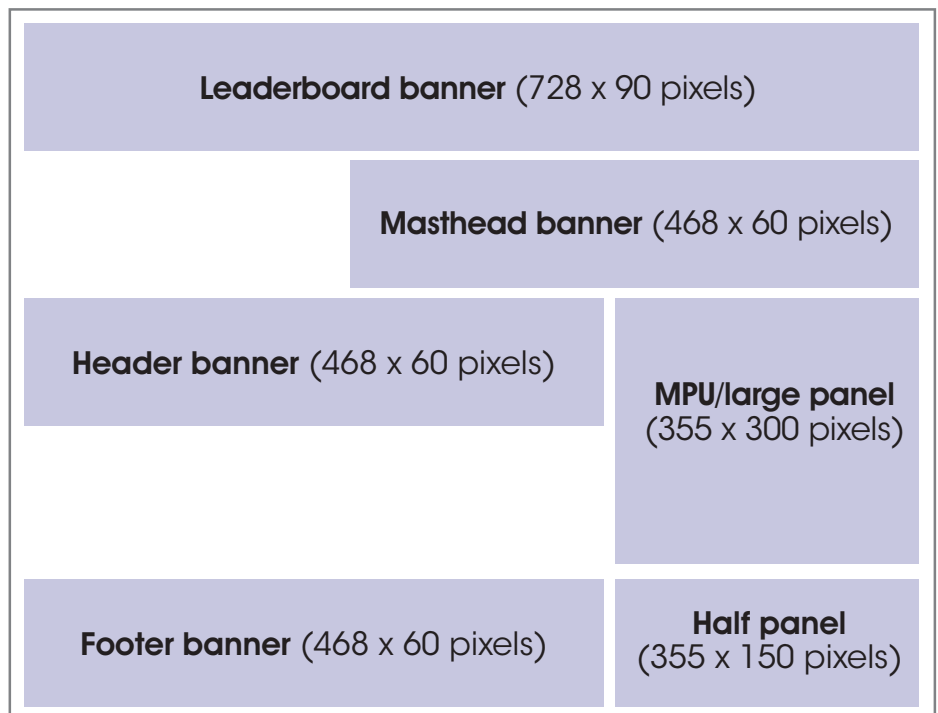 Leaderboard banner (728 x 90 pixels)
Masthead banner (468 x 60 pixels)
Header banner (468 x 60 pixels)
MPU/large panel
(355 x 300 pixels)
Footer banner (468 x 60 pixels)
Half panel
(355 x 150 pixels)